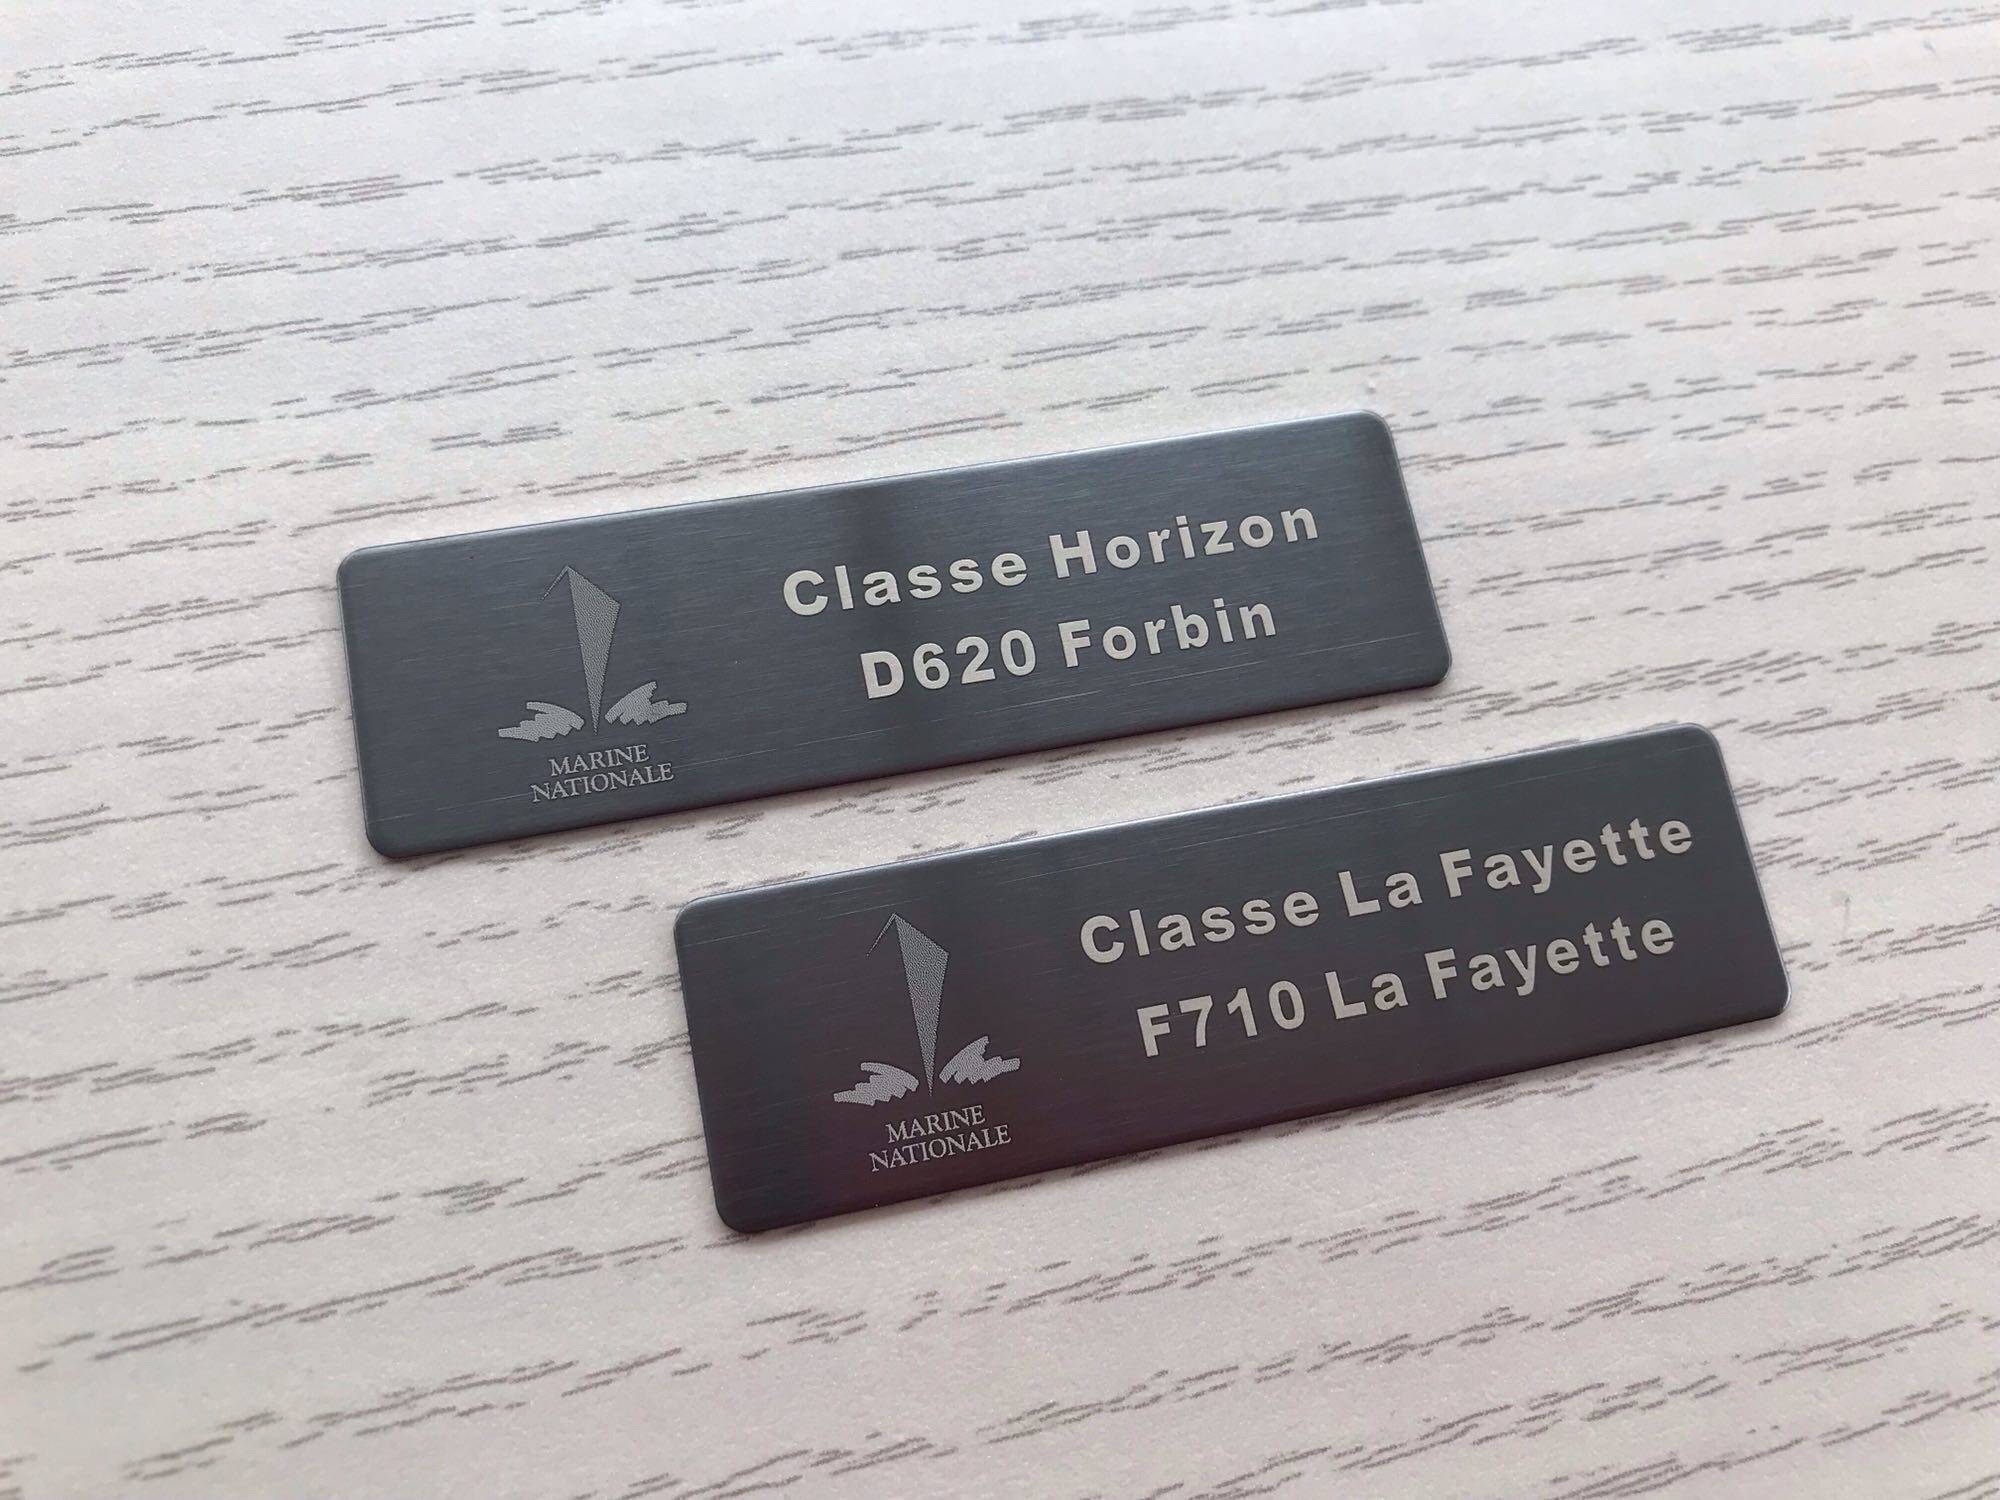 Classe Horizon
D620 Forbin
MARINE
NATIONALE
Classe La Fayette
F710 La Fayette
MARINE
NATIONALE